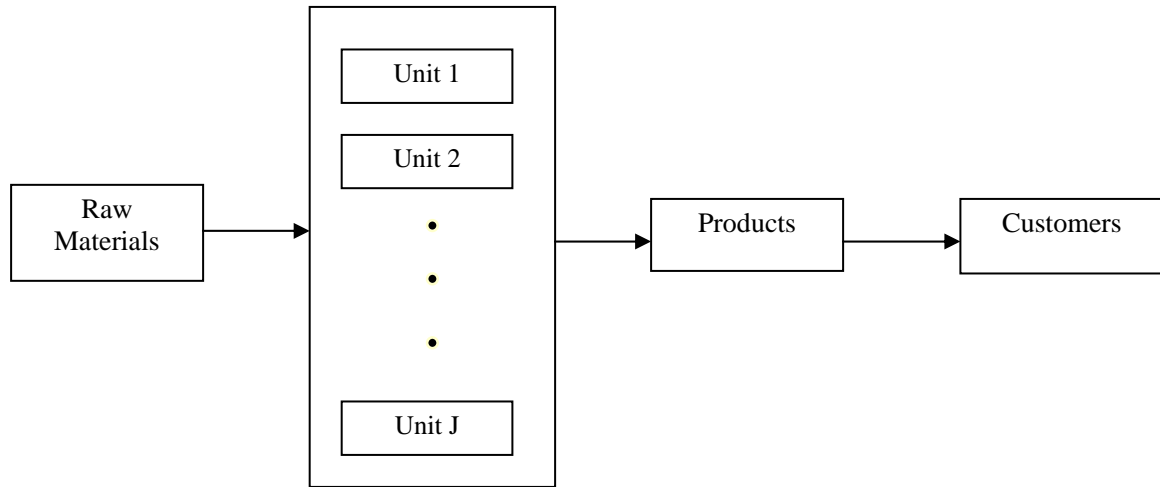 Raw
Materials
Unit 1
Unit 2
Unit J
Products
Customers